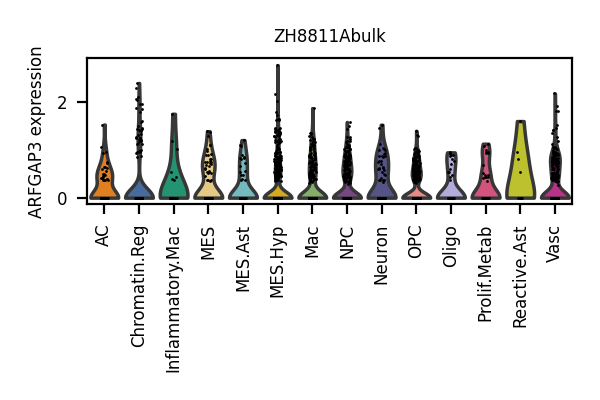 ZH8811Abulk
ARFGAP3 expression
2
0
AC
Chromatin.Reg
Inflammatory.Mac
MES
MES.Ast
MES.Hyp
Mac
NPC
Neuron
OPC
Oligo
Prolif.Metab
Reactive.Ast
Vasc